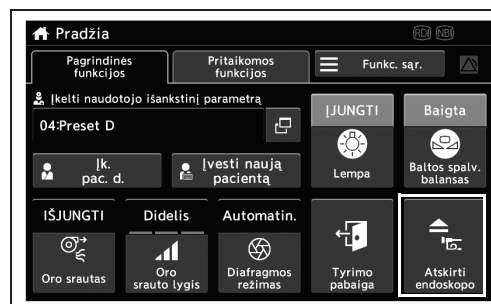 Pradžia
RDI NBI
Pagrindinės
funkcijos
Pritaikomos
funkcijos
Funkc. sąr.
Įkelti naudotojo išankstinį parametrą
04:Preset D
Įk.
pac. d.
Įvesti naują
pacientą
ĮJUNGTI
Lempa
Baigta
Baltos spalv.
balansas
IŠJUNGTI
Oro srautas
Didelis
Oro
srauto lygis
Automatin.
Diafragmos
režimas
Tyrimo
pabaiga
Atskirti
endoskopo